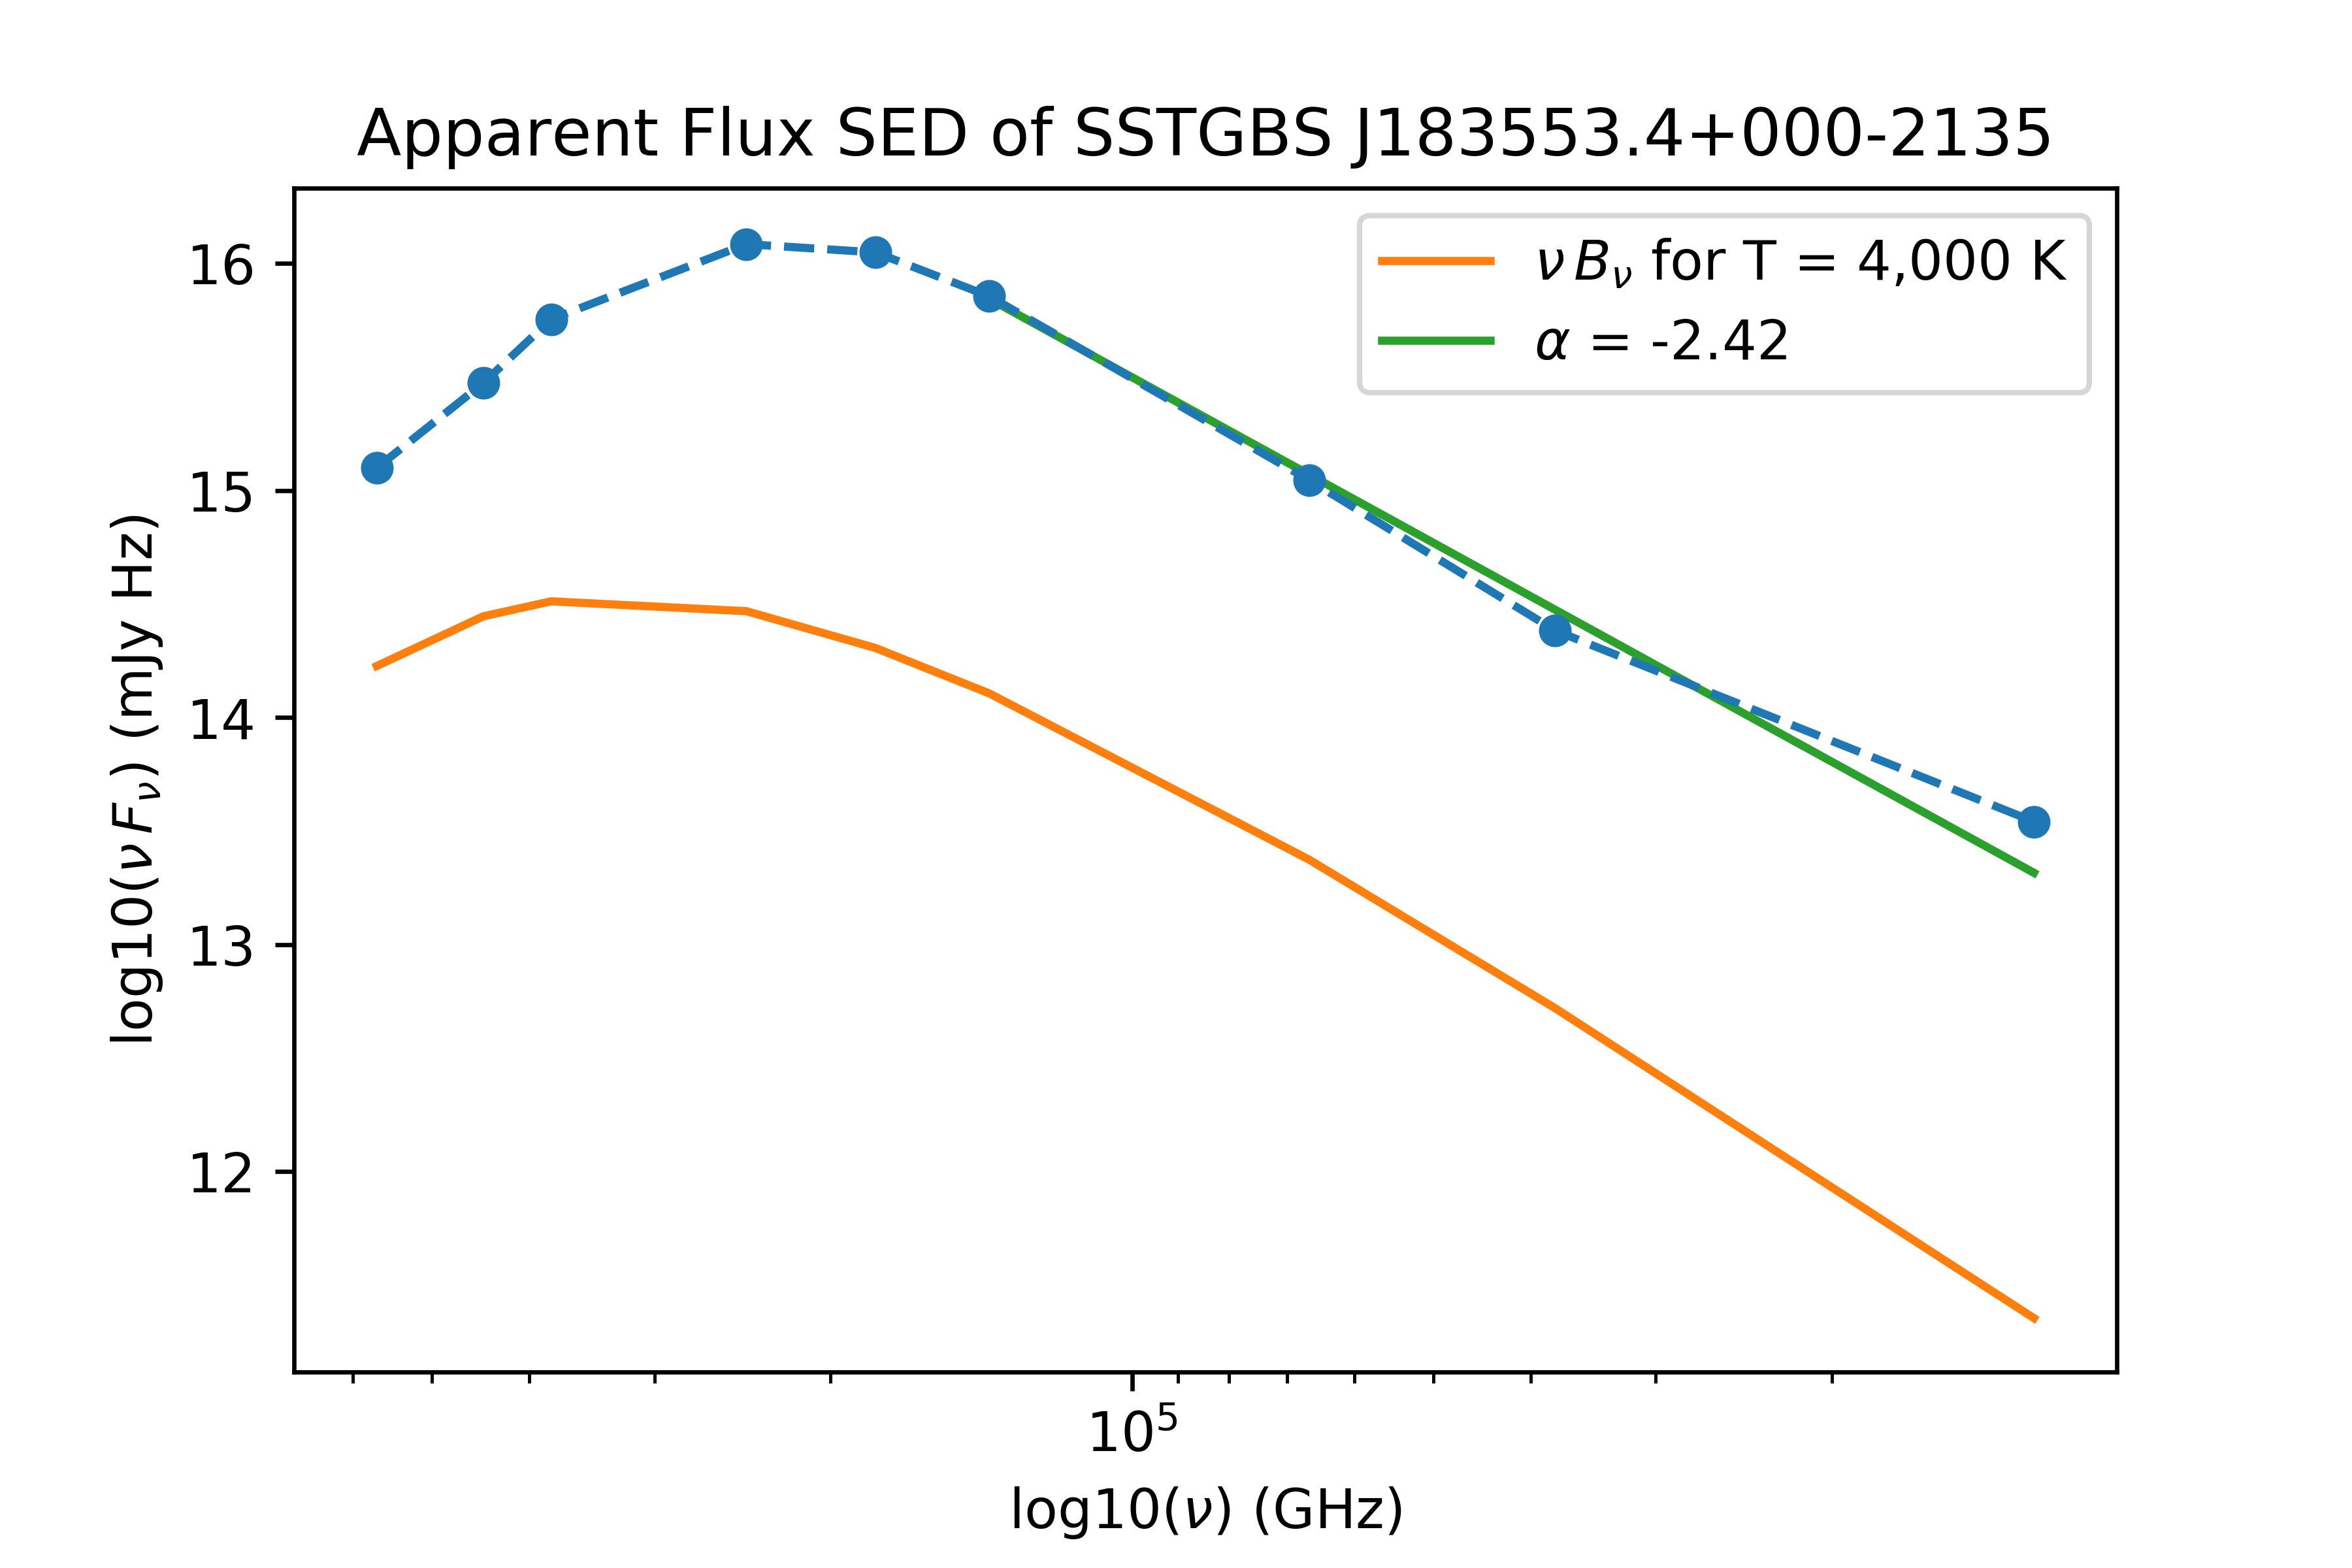 Apparent Flux SED of SSTGBS J183553.4+000-2135
νBν for T = 4,000 K
α = -2.42
log10(νFν) (mJy Hz)
16
15
14
13
12
10⁵
log10(ν) (GHz)